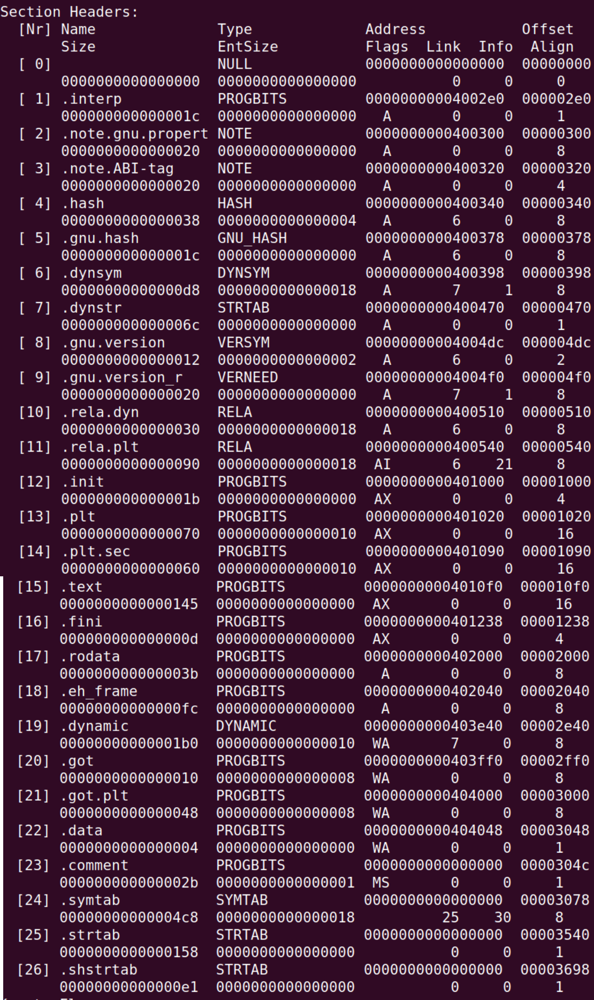 Section Headers:
[Nr] Name Type Address Offset
Size EntSize Flags Link Info Align
[ 0] NULL 0000000000000000 00000000
0000000000000000 0000000000000000 0 0 0
[ 1] .interp PROGBITS 00000000004002e0 000002e0
000000000000001c 0000000000000000 A 0 0 1
[ 2] .note.gnu.propert NOTE 0000000000400300 00000300
0000000000000020 0000000000000000 A 0 0 8
[ 3] .note.ABI-tag NOTE 0000000000400320 00000320
0000000000000020 0000000000000000 A 0 0 4
[ 4] .hash HASH 0000000000400340 00000340
0000000000000038 0000000000000004 A 6 0 8
[ 5] .gnu.hash GNU_HASH 0000000000400378 00000378
000000000000001c 0000000000000000 A 6 0 8
[ 6] .dynsym DYNSYM 0000000000400398 00000398
00000000000000d8 0000000000000018 A 7 1 8
[ 7] .dynstr STRTAB 0000000000400470 00000470
000000000000006c 0000000000000000 A 0 0 1
[ 8] .gnu.version VERSYM 00000000004004dc 000004dc
0000000000000012 0000000000000002 A 6 0 2
[ 9] .gnu.version_r VERNEED 00000000004004f0 000004f0
0000000000000020 0000000000000000 A 7 1 8
[10] .rela.dyn RELA 0000000000400510 00000510
0000000000000030 0000000000000018 A 6 0 8
[11] .rela.plt RELA 0000000000400540 00000540
0000000000000090 0000000000000018 AI 6 21 8
[12] .init PROGBITS 0000000000401000 00001000
000000000000001b 0000000000000000 AX 0 0 4
[13] .plt PROGBITS 0000000000401020 00001020
0000000000000070 0000000000000010 AX 0 0 16
[14] .plt.sec PROGBITS 0000000000401090 00001090
0000000000000060 0000000000000010 AX 0 0 16
[15] .text PROGBITS 00000000004010f0 000010f0
0000000000000145 0000000000000000 AX 0 0 16
[16] .fini PROGBITS 0000000000401238 00001238
000000000000000d 0000000000000000 AX 0 0 4
[17] .rodata PROGBITS 0000000000402000 00002000
000000000000003b 0000000000000000 A 0 0 8
[18] .eh_frame PROGBITS 0000000000402040 00002040
00000000000000fc 0000000000000000 A 0 0 8
[19] .dynamic DYNAMIC 0000000000403e40 00002e40
00000000000001b0 0000000000000010 WA 7 0 8
[20] .got PROGBITS 0000000000403ff0 00002ff0
0000000000000010 0000000000000008 WA 0 0 8
[21] .got.plt PROGBITS 0000000000404000 00003000
0000000000000048 0000000000000008 WA 0 0 8
[22] .data PROGBITS 0000000000404048 00003048
0000000000000004 0000000000000000 WA 0 0 1
[23] .comment PROGBITS 0000000000000000 0000304c
000000000000002b 0000000000000001 MS 0 0 1
[24] .symtab SYMTAB 0000000000000000 00003078
00000000000004c8 0000000000000018 25 30 8
[25] .strtab STRTAB 0000000000000000 00003540
0000000000000158 0000000000000000 0 0 1
[26] .shstrtab STRTAB 0000000000000000 00003698
00000000000000e1 0000000000000000 0 0 1